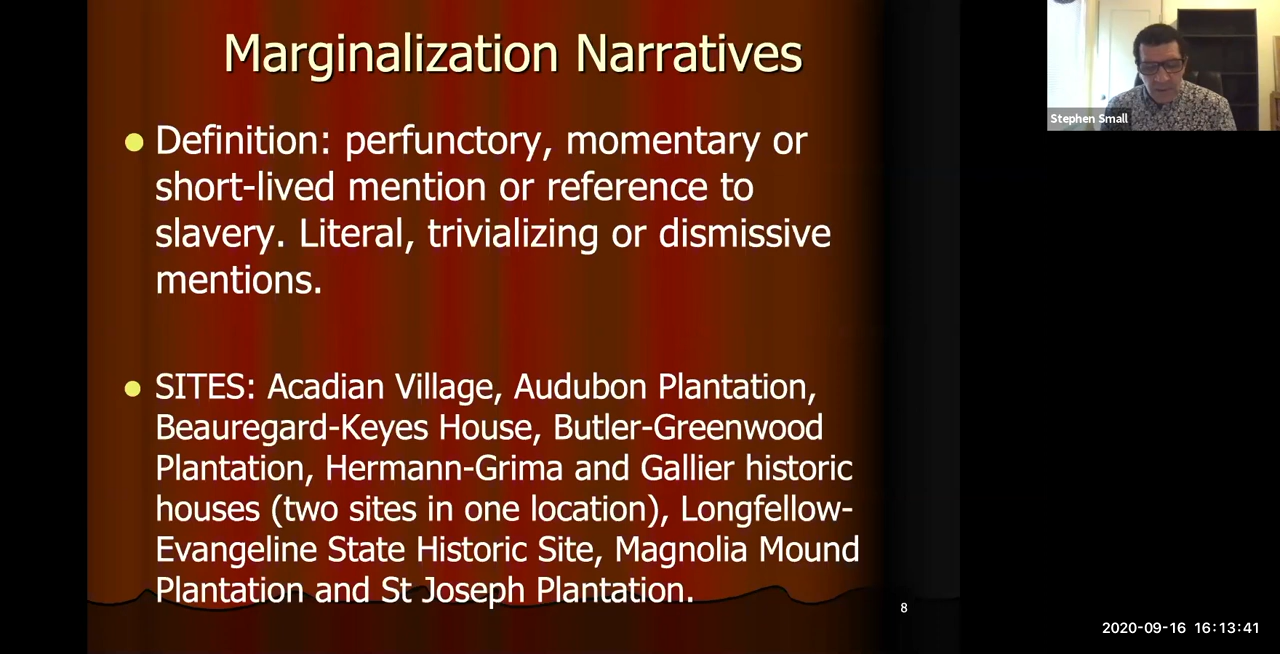 Marginalization Narratives
Definition: perfunctory, momentary or
short-lived mention or reference to
slavery. Literal, trivializing or dismissive
mentions.
SITES: Acadian Village, Audubon Plantation,
Beauregard-Keyes House, Butler-Greenwood
Plantation, Hermann-Grima and Gallier historic
houses (two sites in one location), Longfellow-
Evangeline State Historic Site, Magnolia Mound
Plantation and St Joseph Plantation.
8
Stephen Small
2020-09-16 16:13:41